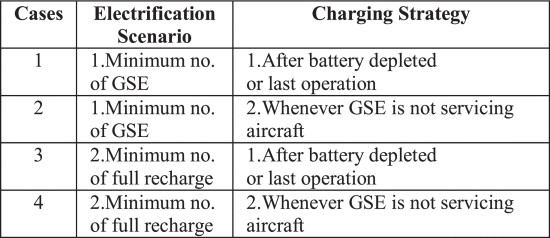 Cases Electrification Charging Strategy
Scenario
1 1.Minimum no. 1.After battery depleted
of GSE or last operation
2 1.Minimum no. 2.Whenever GSE is not servicing
of GSE aircraft
3 2.Minimum no. 1.After battery depleted
of full recharge or last operation
4 2.Minimum no. 2.Whenever GSE is not servicing
of full recharge aircraft